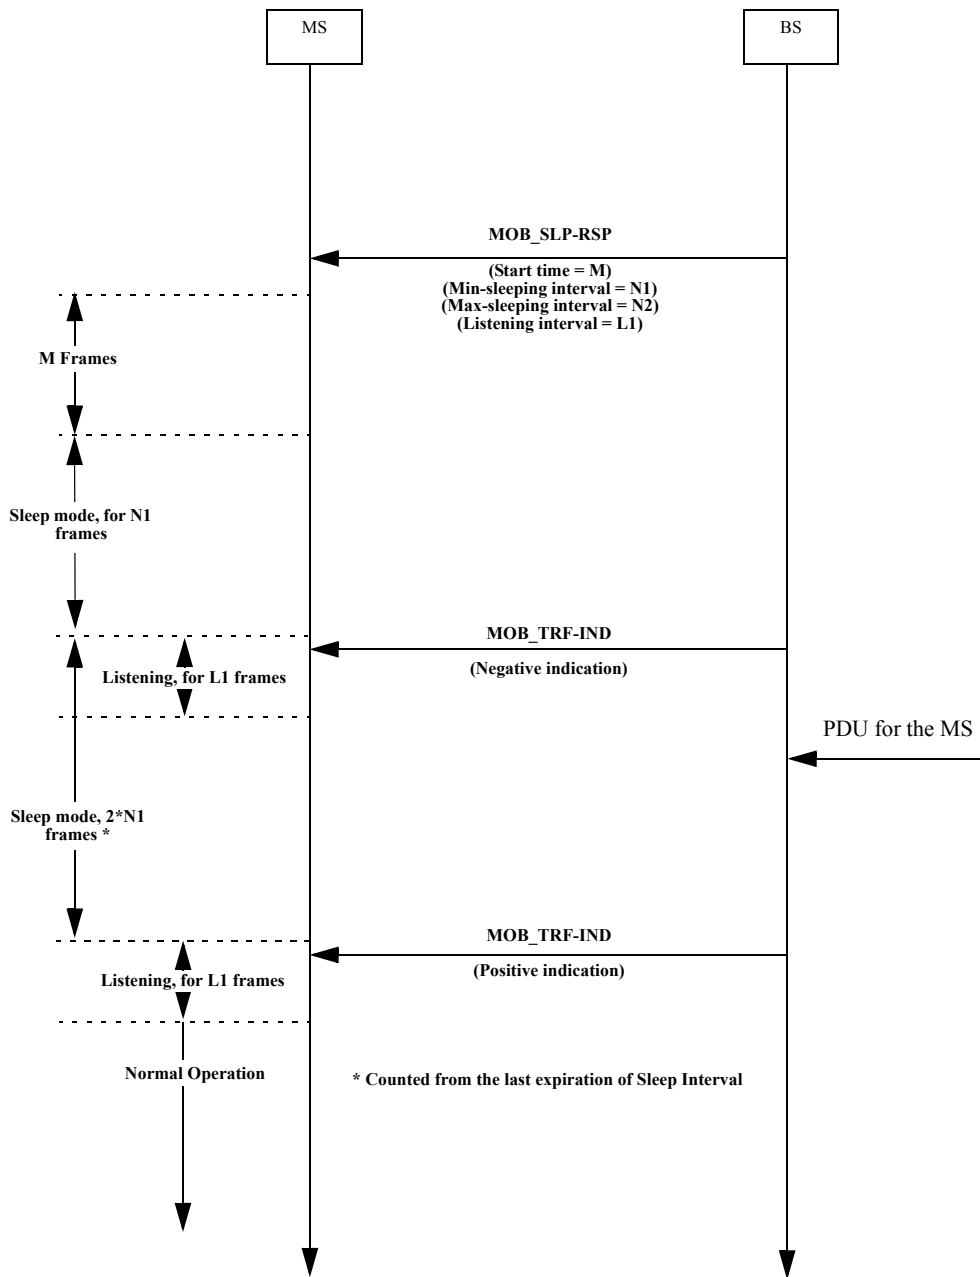 MS
BS
MOB_SLP-RSP
(Start time = M)
(Min-sleeping interval = N1)
(Max-sleeping interval = N2)
(Listening interval = L1)
M Frames
Sleep mode, for N1
frames
MOB_TRF-IND
(Negative indication)
Listening, for L1 frames
PDU for the MS
Sleep mode, 2*N1
frames *
MOB_TRF-IND
(Positive indication)
Listening, for L1 frames
Normal Operation
* Counted from the last expiration of Sleep Interval